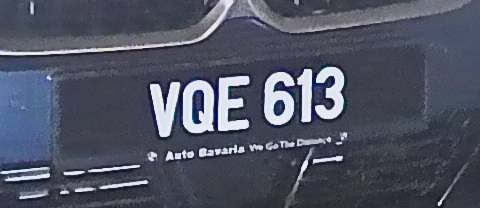 VQE 613
Auto Bavaria We Go The Distance